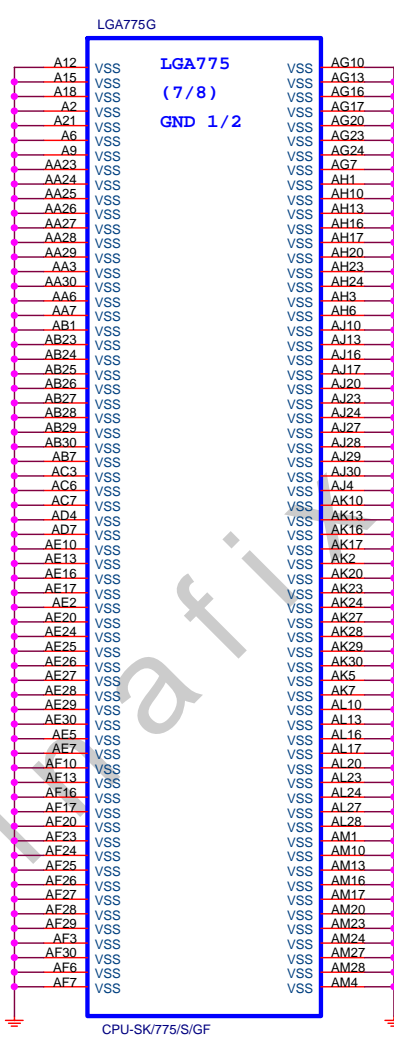 LGA775G
LGA775
(7/8)
GND 1/2
A12 VSS VSS AG10
A15 VSS VSS AG13
A18 VSS VSS AG16
A2 VSS VSS AG17
A21 VSS VSS AG20
A6 VSS VSS AG23
A9 VSS VSS AG24
AA23 VSS VSS AG7
AA24 VSS VSS AH1
AA25 VSS VSS AH10
AA26 VSS VSS AH13
AA27 VSS VSS AH16
AA28 VSS VSS AH17
AA29 VSS VSS AH20
AA3 VSS VSS AH23
AA30 VSS VSS AH24
AA6 VSS VSS AH3
AA7 VSS VSS AH6
AB1 VSS VSS AJ10
AB23 VSS VSS AJ13
AB24 VSS VSS AJ16
AB25 VSS VSS AJ17
AB26 VSS VSS AJ20
AB27 VSS VSS AJ23
AB28 VSS VSS AJ24
AB29 VSS VSS AJ27
AB30 VSS VSS AJ28
AB7 VSS VSS AJ29
AC3 VSS VSS AJ30
AC6 VSS VSS AJ4
AC7 VSS VSS AK10
AD4 VSS VSS AK13
AD7 VSS VSS AK16
AE10 VSS VSS AK17
AE13 VSS VSS AK2
AE16 VSS VSS AK20
AE17 VSS VSS AK23
AE2 VSS VSS AK24
AE20 VSS VSS AK27
AE24 VSS VSS AK28
AE25 VSS VSS AK29
AE26 VSS VSS AK30
AE27 VSS VSS AK5
AE28 VSS VSS AK7
AE29 VSS VSS AL10
AE30 VSS VSS AL13
AE5 VSS VSS AL16
AE7 VSS VSS AL17
AF10 VSS VSS AL20
AF13 VSS VSS AL23
AF16 VSS VSS AL24
AF17 VSS VSS AL27
AF20 VSS VSS AL28
AF23 VSS VSS AM1
AF24 VSS VSS AM10
AF25 VSS VSS AM13
AF26 VSS VSS AM16
AF27 VSS VSS AM17
AF28 VSS VSS AM20
AF29 VSS VSS AM23
AF3 VSS VSS AM24
AF30 VSS VSS AM27
AF6 VSS VSS AM28
AF7 VSS VSS AM4
CPU-SK/775/S/GF